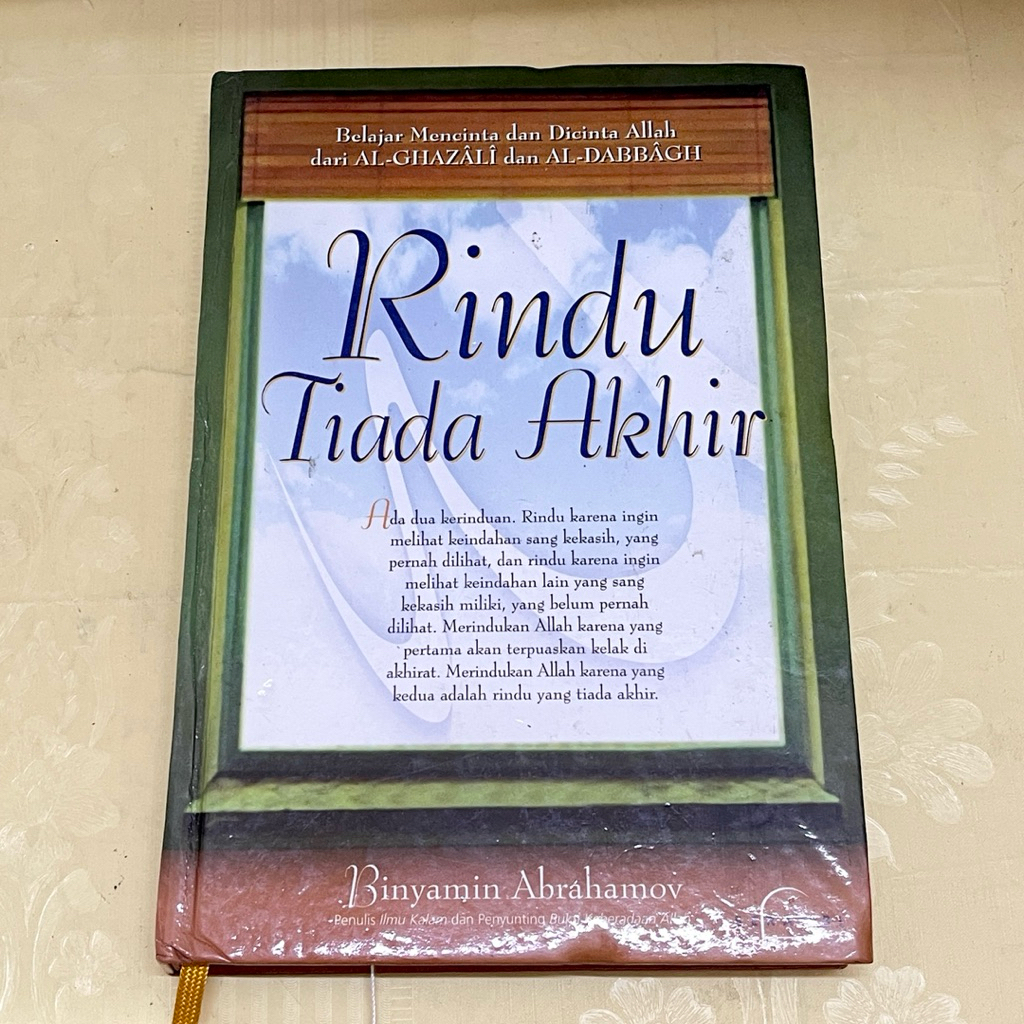 Belajar Mencinta dan Dicinta Allah
dari AL-GHAZÂLÎ dan AL-DABBÂGH
Rindu
Tiada Akhir
Ada dua kerinduan. Rindu karena ingin
melihat keindahan sang kekasih, yang
pernah dilihat, dan rindu karena ingin
melihat keindahan lain yang sang
kekasih miliki, yang belum pernah
dilihat. Merindukan Allah karena yang
pertama akan terpuaskan kelak di
akhirat. Merindukan Allah karena yang
kedua adalah rindu yang tiada akhir.
Binyamin Abrahamov
Penulis Ilmu Kalam dan Penyunting Buku Keberadaan Allah